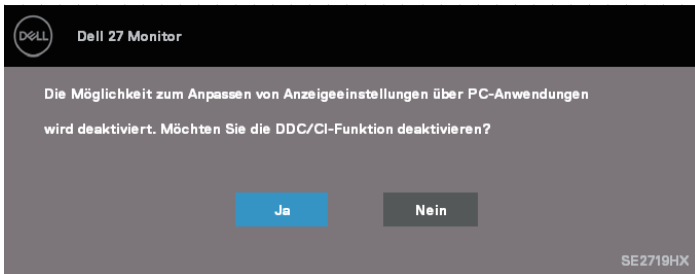 DELL
Dell 27 Monitor
Die Möglichkeit zum Anpassen von Anzeigeeinstellungen über PC-Anwendungen
wird deaktiviert. Möchten Sie die DDC/CI-Funktion deaktivieren?
Ja
Nein
SE2719HX